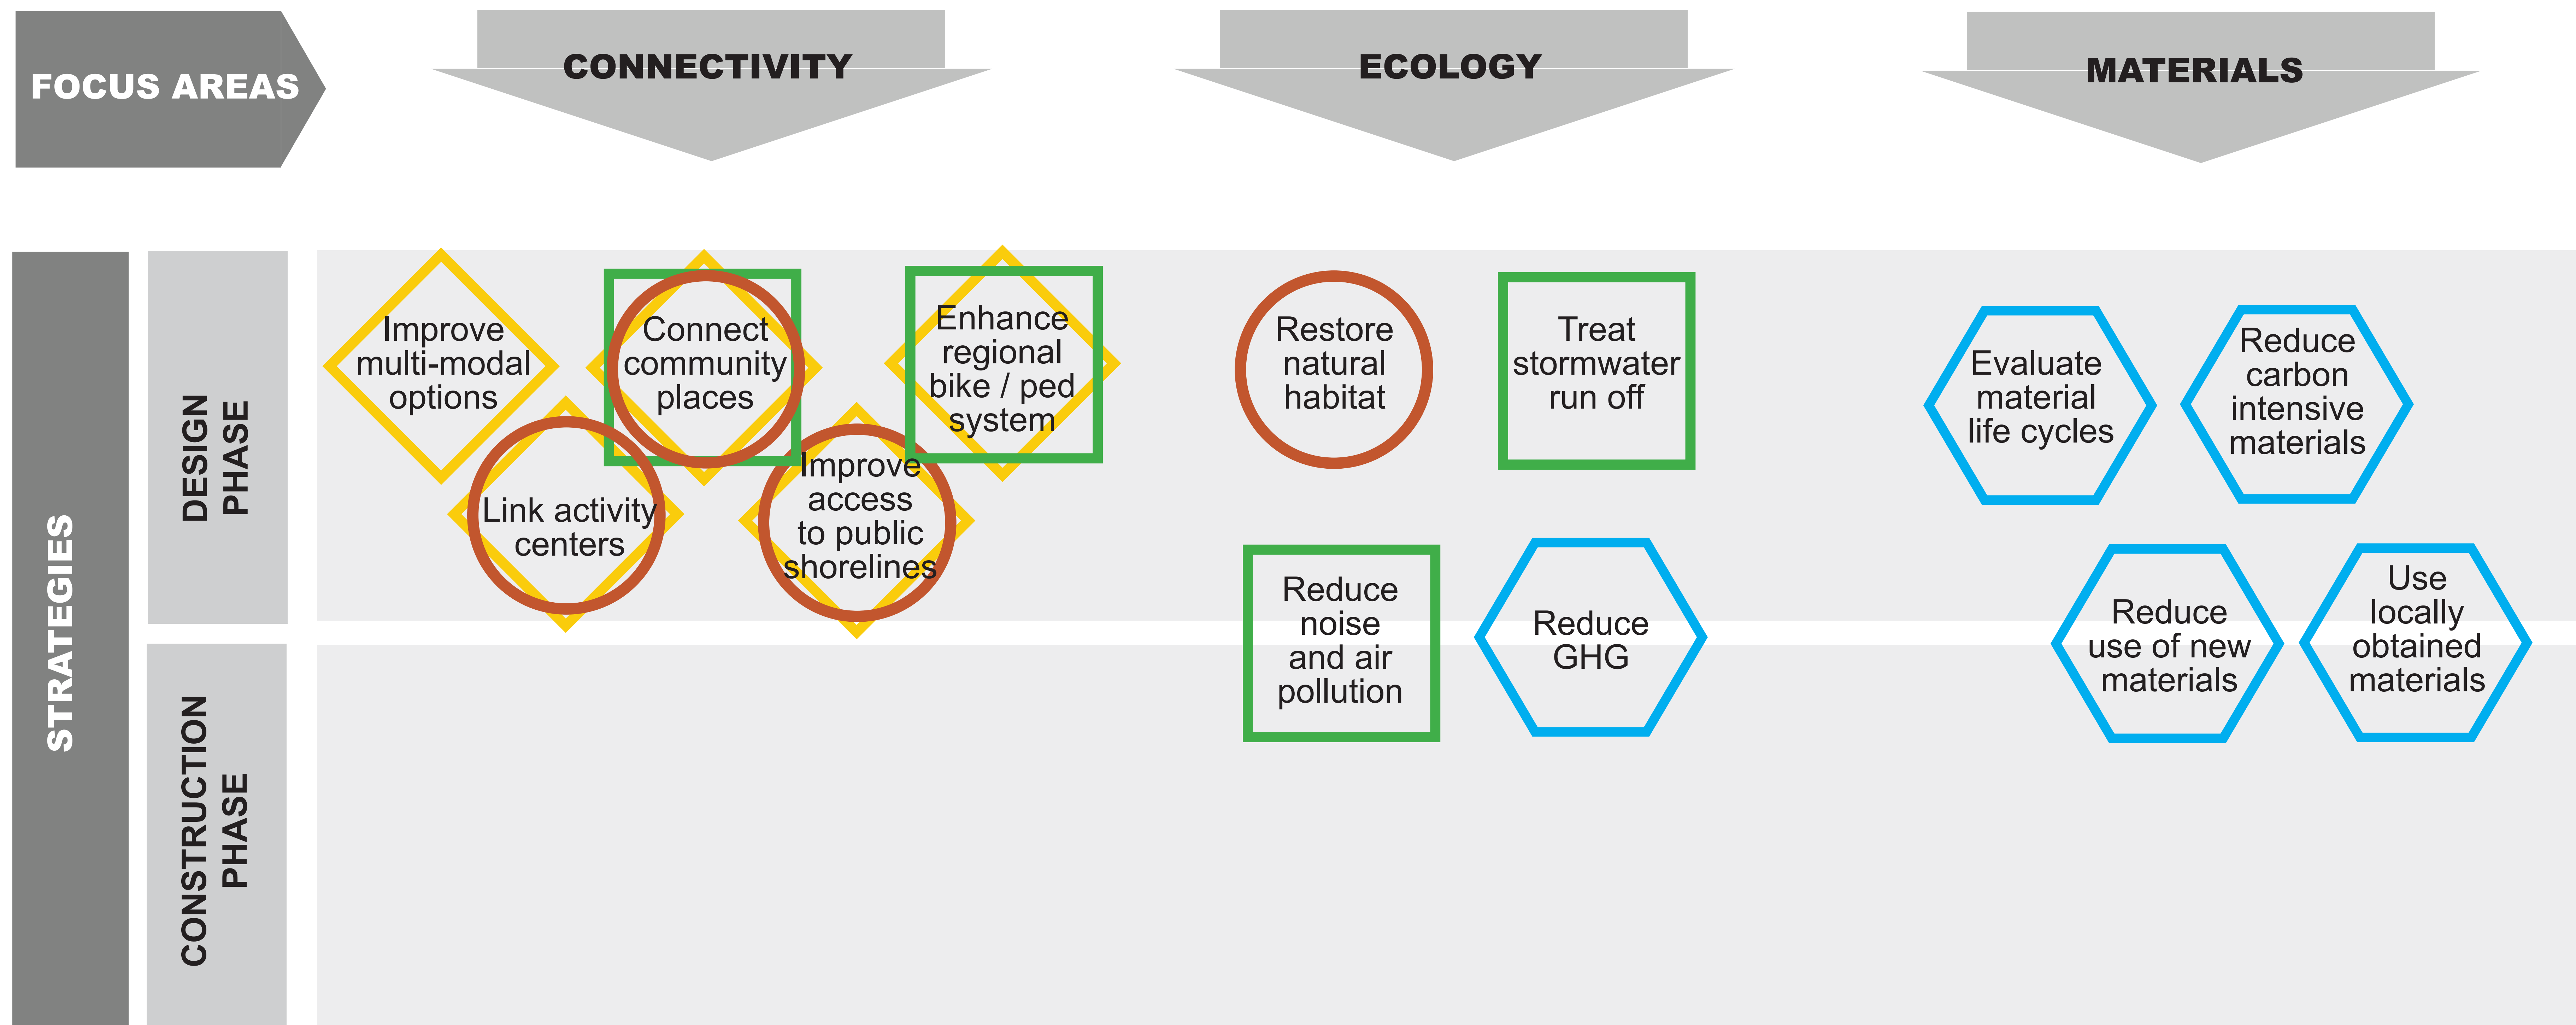 FOCUS AREAS
CONNECTIVITY
ECOLOGY
MATERIALS
STRATEGIES
DESIGN
PHASE
Improve
multi-modal
options
Connect
community
places
Enhance
regional
bike / ped
system
Link activity
centers
Improve
access
to public
shorelines
Restore
natural
habitat
Treat
stormwater
run off
Reduce
noise
and air
pollution
Reduce
GHG
Evaluate
material
life cycles
Reduce
carbon
intensive
materials
Reduce
use of new
materials
Use
locally
obtained
materials
CONSTRUCTION
PHASE